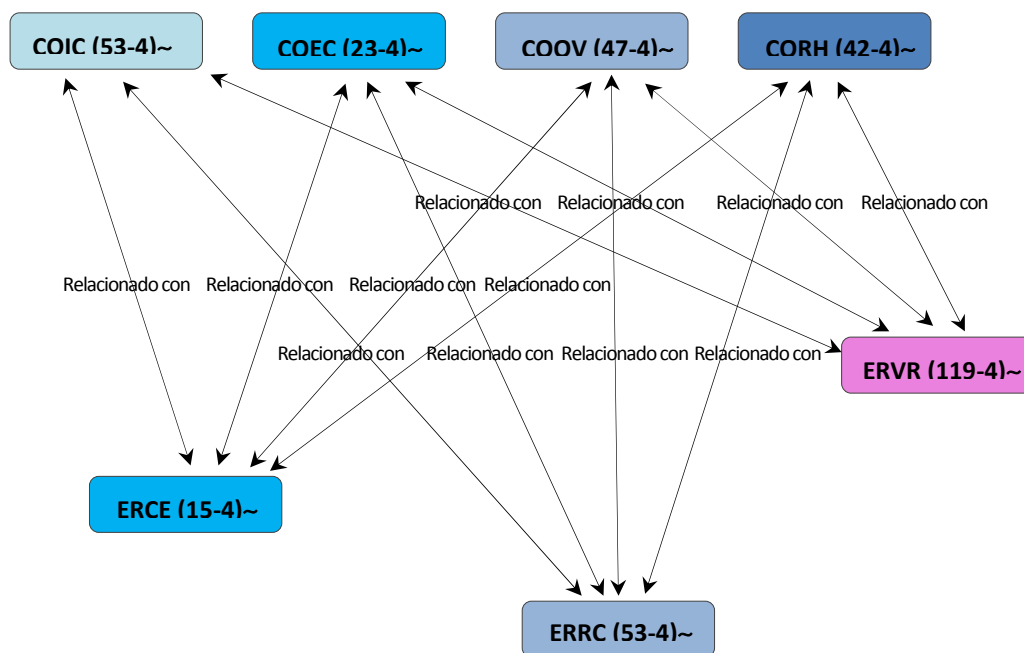 COIC (53-4)~
COEC (23-4)~
COOV (47-4)~
CORH (42-4)~
Relacionado con
Relacionado con
Relacionado con
Relacionado con
Relacionado con
Relacionado con
Relacionado con
Relacionado con
Relacionado con
Relacionado con
Relacionado con
Relacionado con
ERVR (119-4)~
ERCE (15-4)~
ERRC (53-4)~